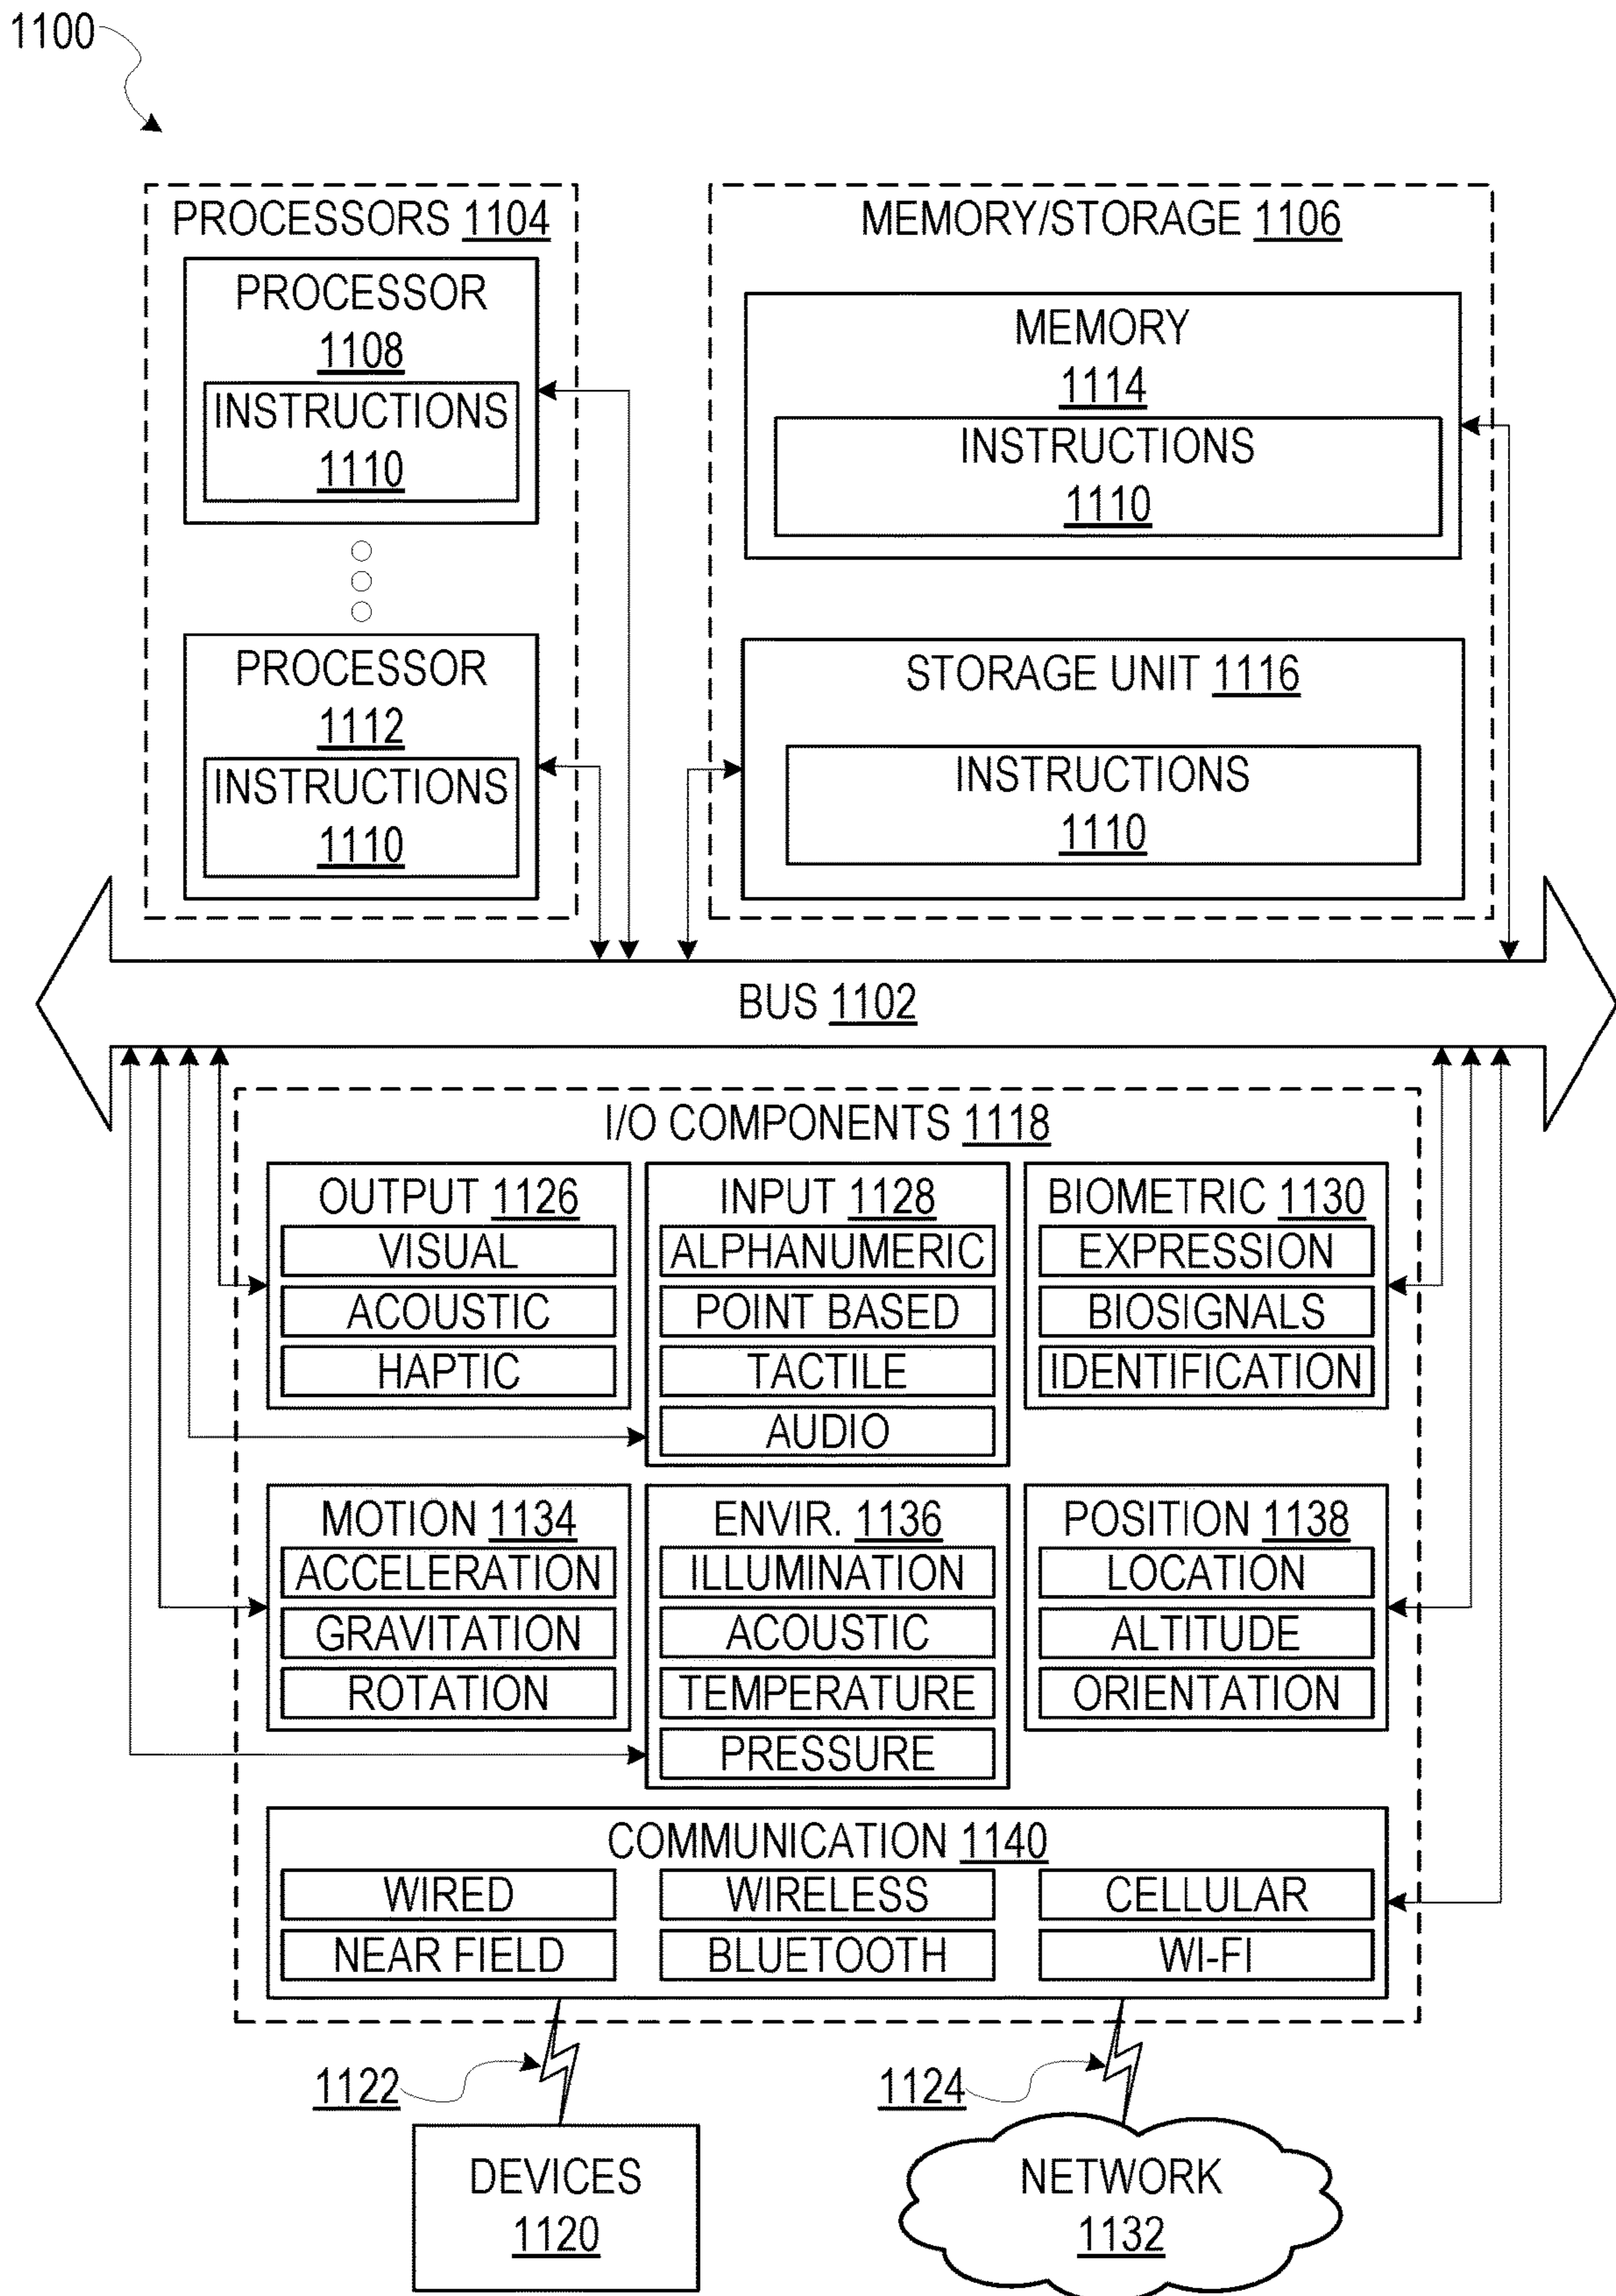 1100
PROCESSORS 1104
PROCESSOR
1108
INSTRUCTIONS
1110
PROCESSOR
1112
INSTRUCTIONS
1110
MEMORY/STORAGE 1106
MEMORY
1114
INSTRUCTIONS
1110
STORAGE UNIT 1116
INSTRUCTIONS
1110
BUS 1102
I/O COMPONENTS 1118
OUTPUT 1126
VISUAL
ACOUSTIC
HAPTIC
INPUT 1128
ALPHANUMERIC
POINT BASED
TACTILE
AUDIO
BIOMETRIC 1130
EXPRESSION
BIOSIGNALS
IDENTIFICATION
MOTION 1134
ACCELERATION
GRAVITATION
ROTATION
ENVIR. 1136
ILLUMINATION
ACOUSTIC
TEMPERATURE
PRESSURE
POSITION 1138
LOCATION
ALTITUDE
ORIENTATION
COMMUNICATION 1140
WIRED
WIRELESS
CELLULAR
NEAR FIELD
BLUETOOTH
WI-FI
1122
1124
DEVICES
1120
NETWORK
1132